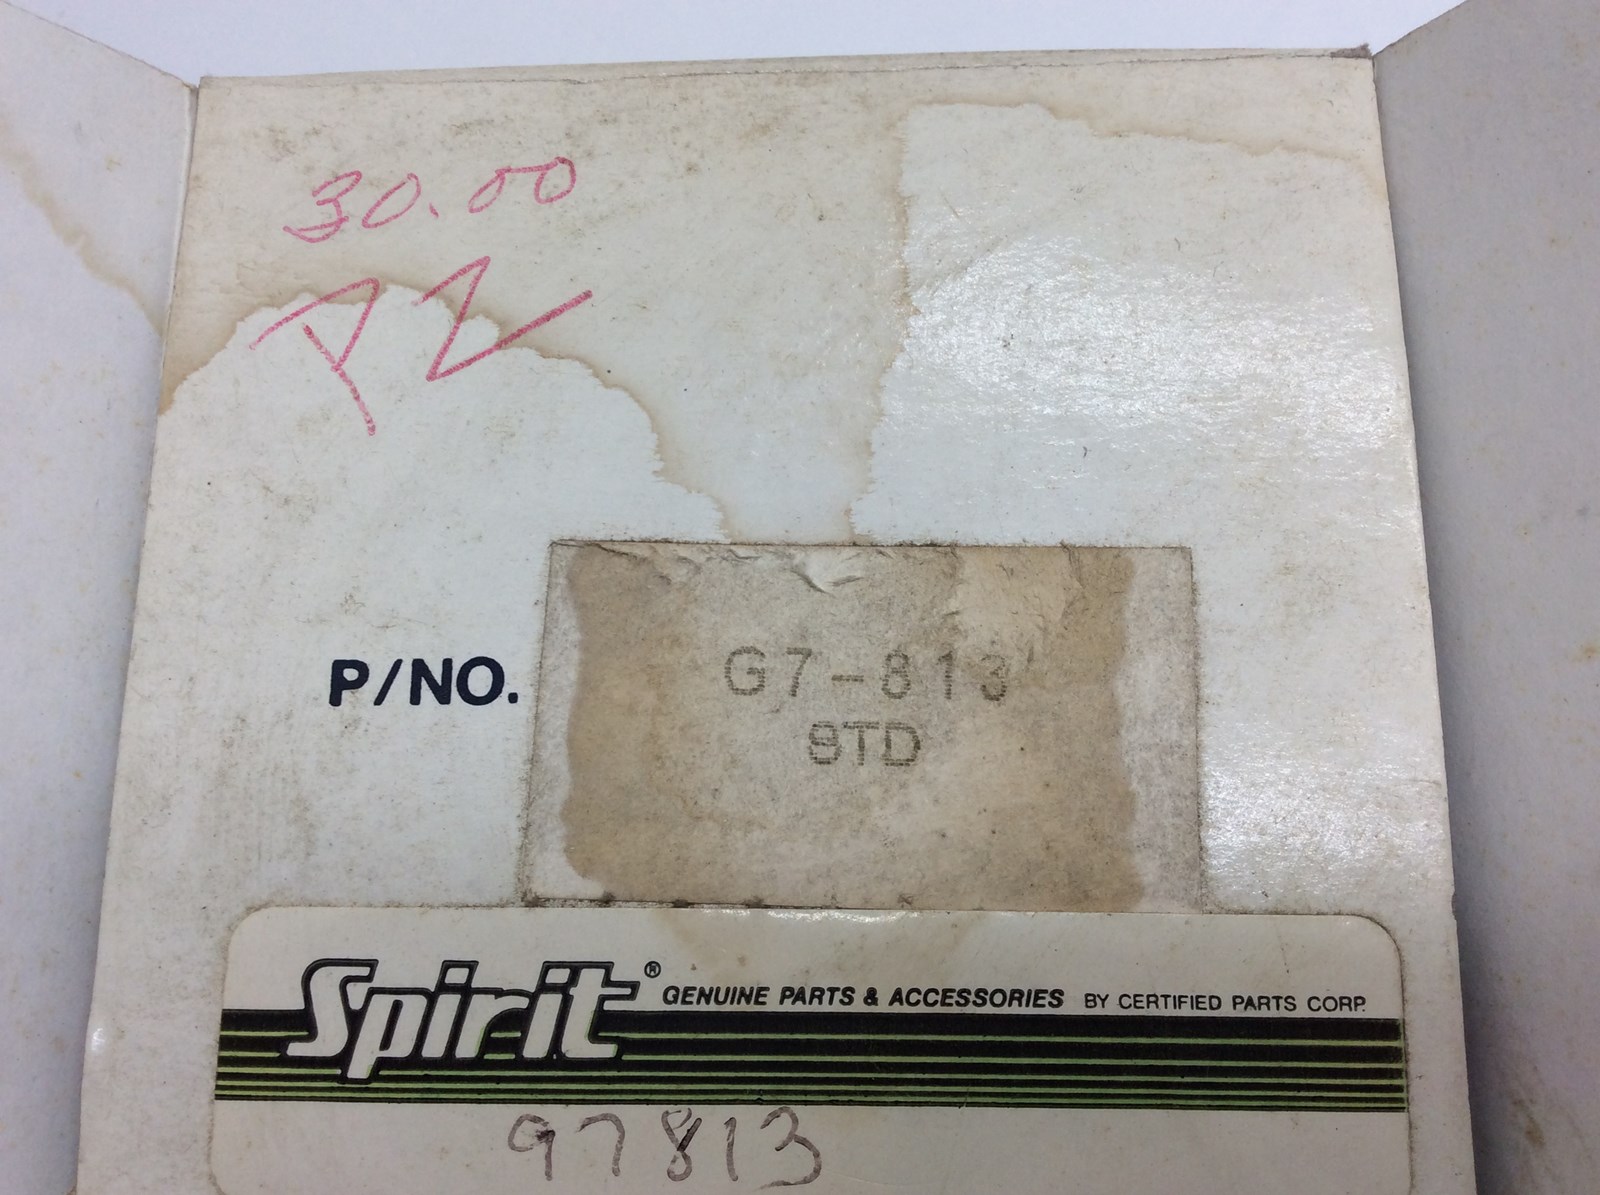 30.00
PZ
P/NO.
G7-813
STD
Spirit® GENUINE PARTS & ACCESSORIES BY CERTIFIED PARTS CORP.
97813